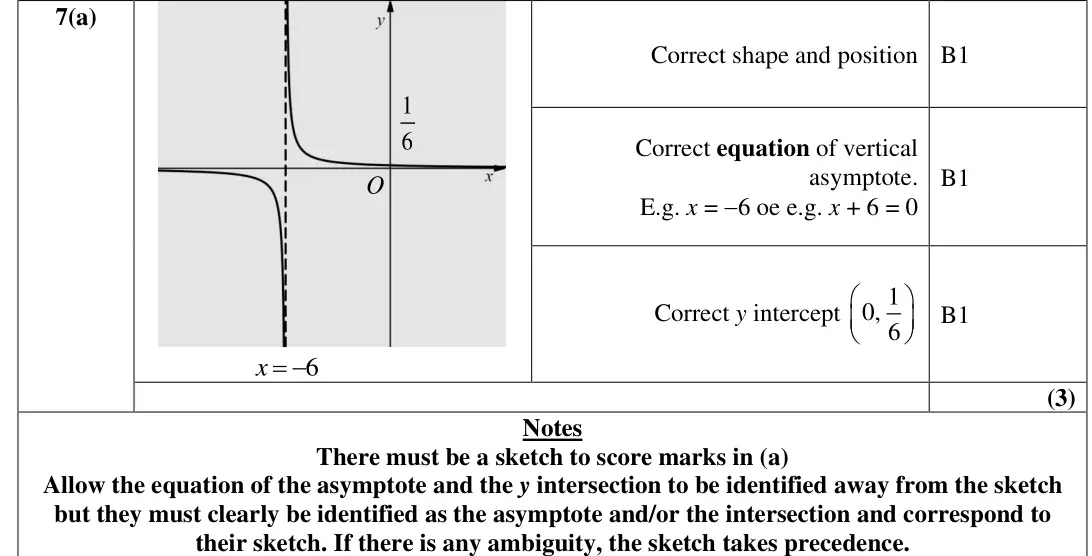 7(a)
y
1
6
O
x
x = −6
Correct shape and position
B1
Correct equation of vertical
asymptote.
E.g. x = −6 oe e.g. x + 6 = 0
B1
Correct y intercept (0, 1/6)
B1
(3)
Notes
There must be a sketch to score marks in (a)
Allow the equation of the asymptote and the y intersection to be identified away from the sketch
but they must clearly be identified as the asymptote and/or the intersection and correspond to
their sketch. If there is any ambiguity, the sketch takes precedence.